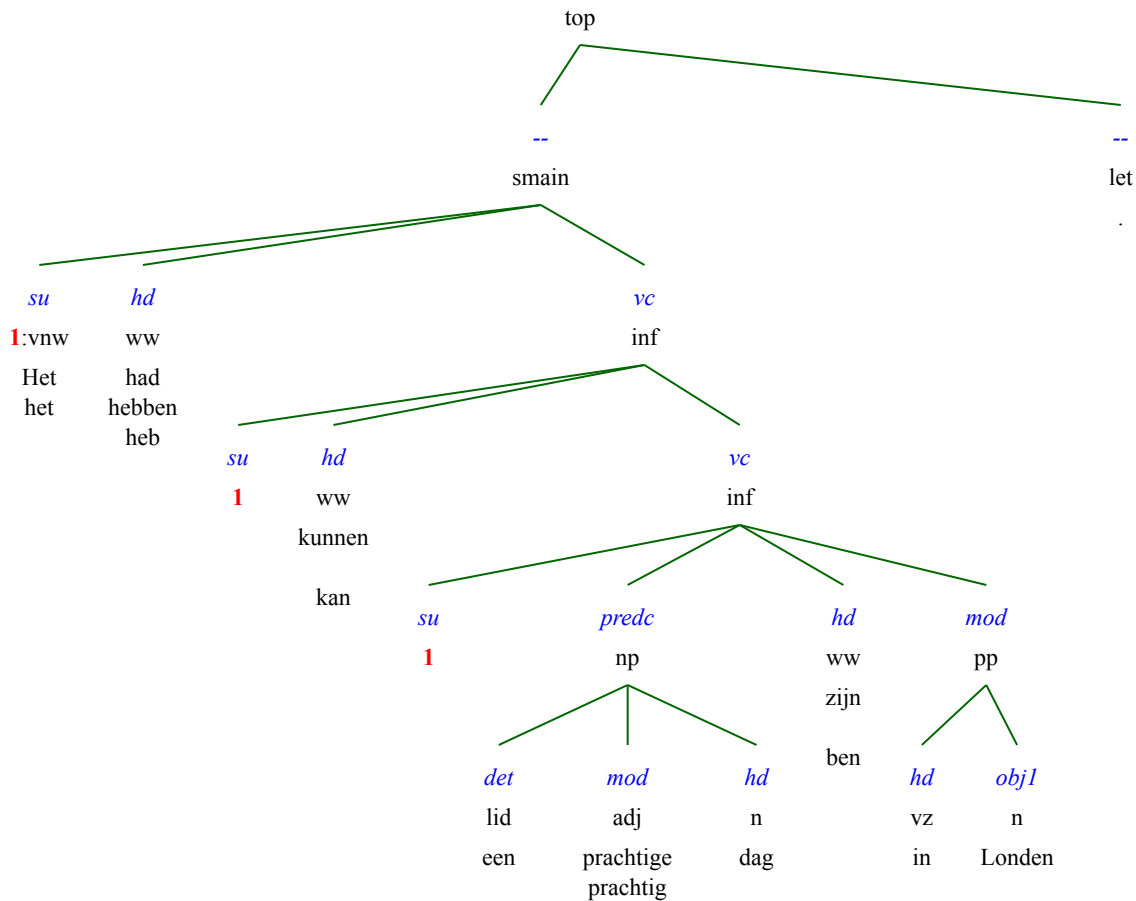 top
-- --
smain let
.
su hd vc
1:vnw ww inf
Het had
het hebben
heb
su hd vc
1 ww inf
kunnen
kan
su predc hd mod
1 np ww pp
zijn
ben
det mod hd hd obj1
lid adj n vz n
een prachtige dag in Londen
prachtig